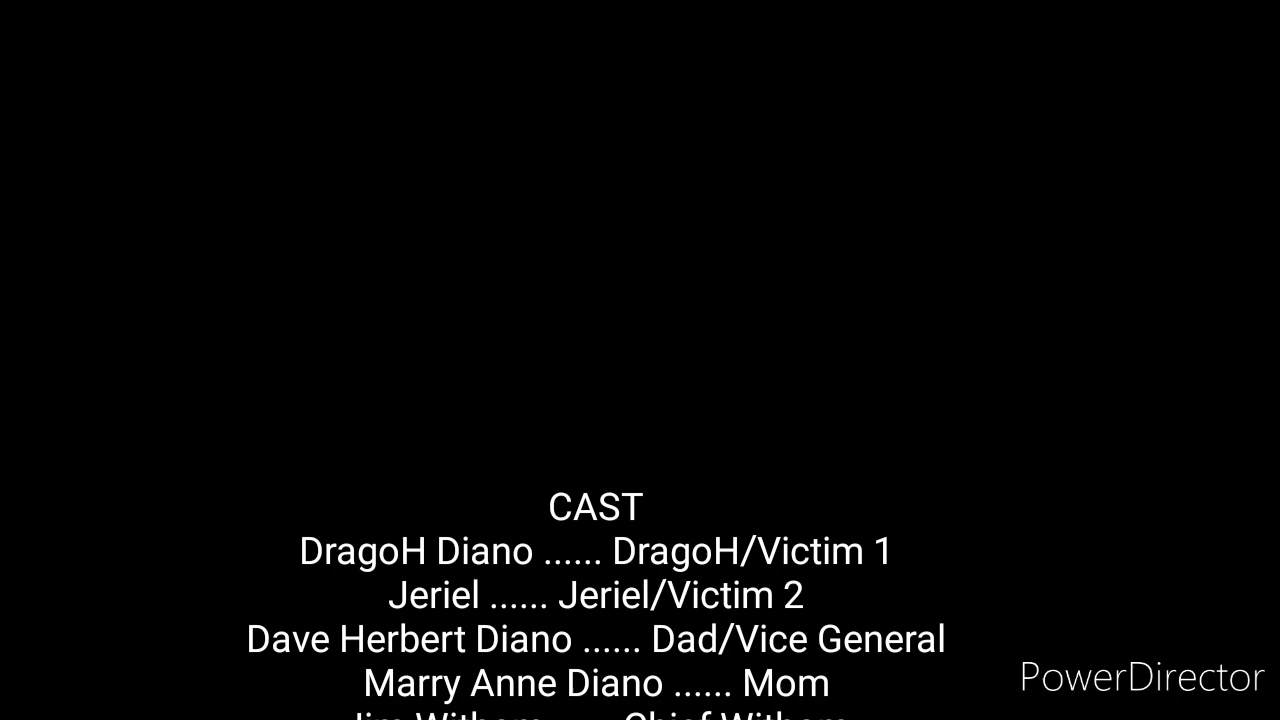 CAST
DragoH Diano ...... DragoH/Victim 1
Jeriel ...... Jeriel/Victim 2
Dave Herbert Diano ...... Dad/Vice General
Marry Anne Diano ...... Mom
PowerDirector